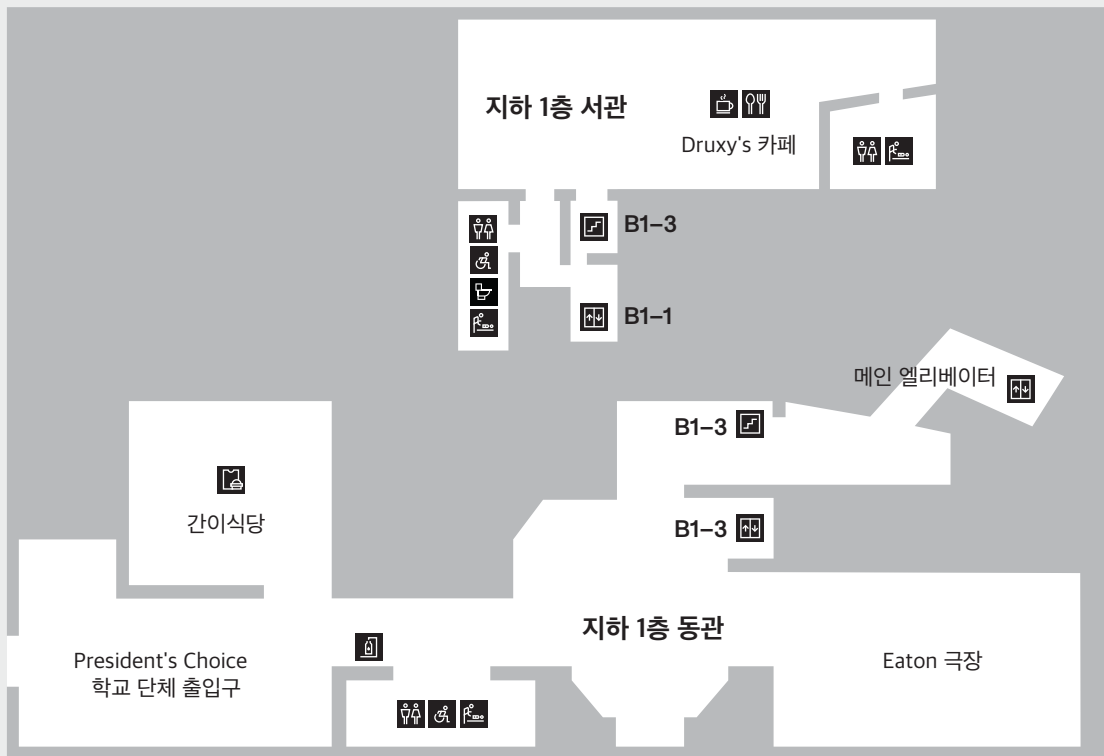 지하 1층 서관
Druxy's 카페
B1–3
B1–1
메인 엘리베이터
B1–3
간이식당
B1–3
지하 1층 동관
President's Choice
학교 단체 출입구
Eaton 극장